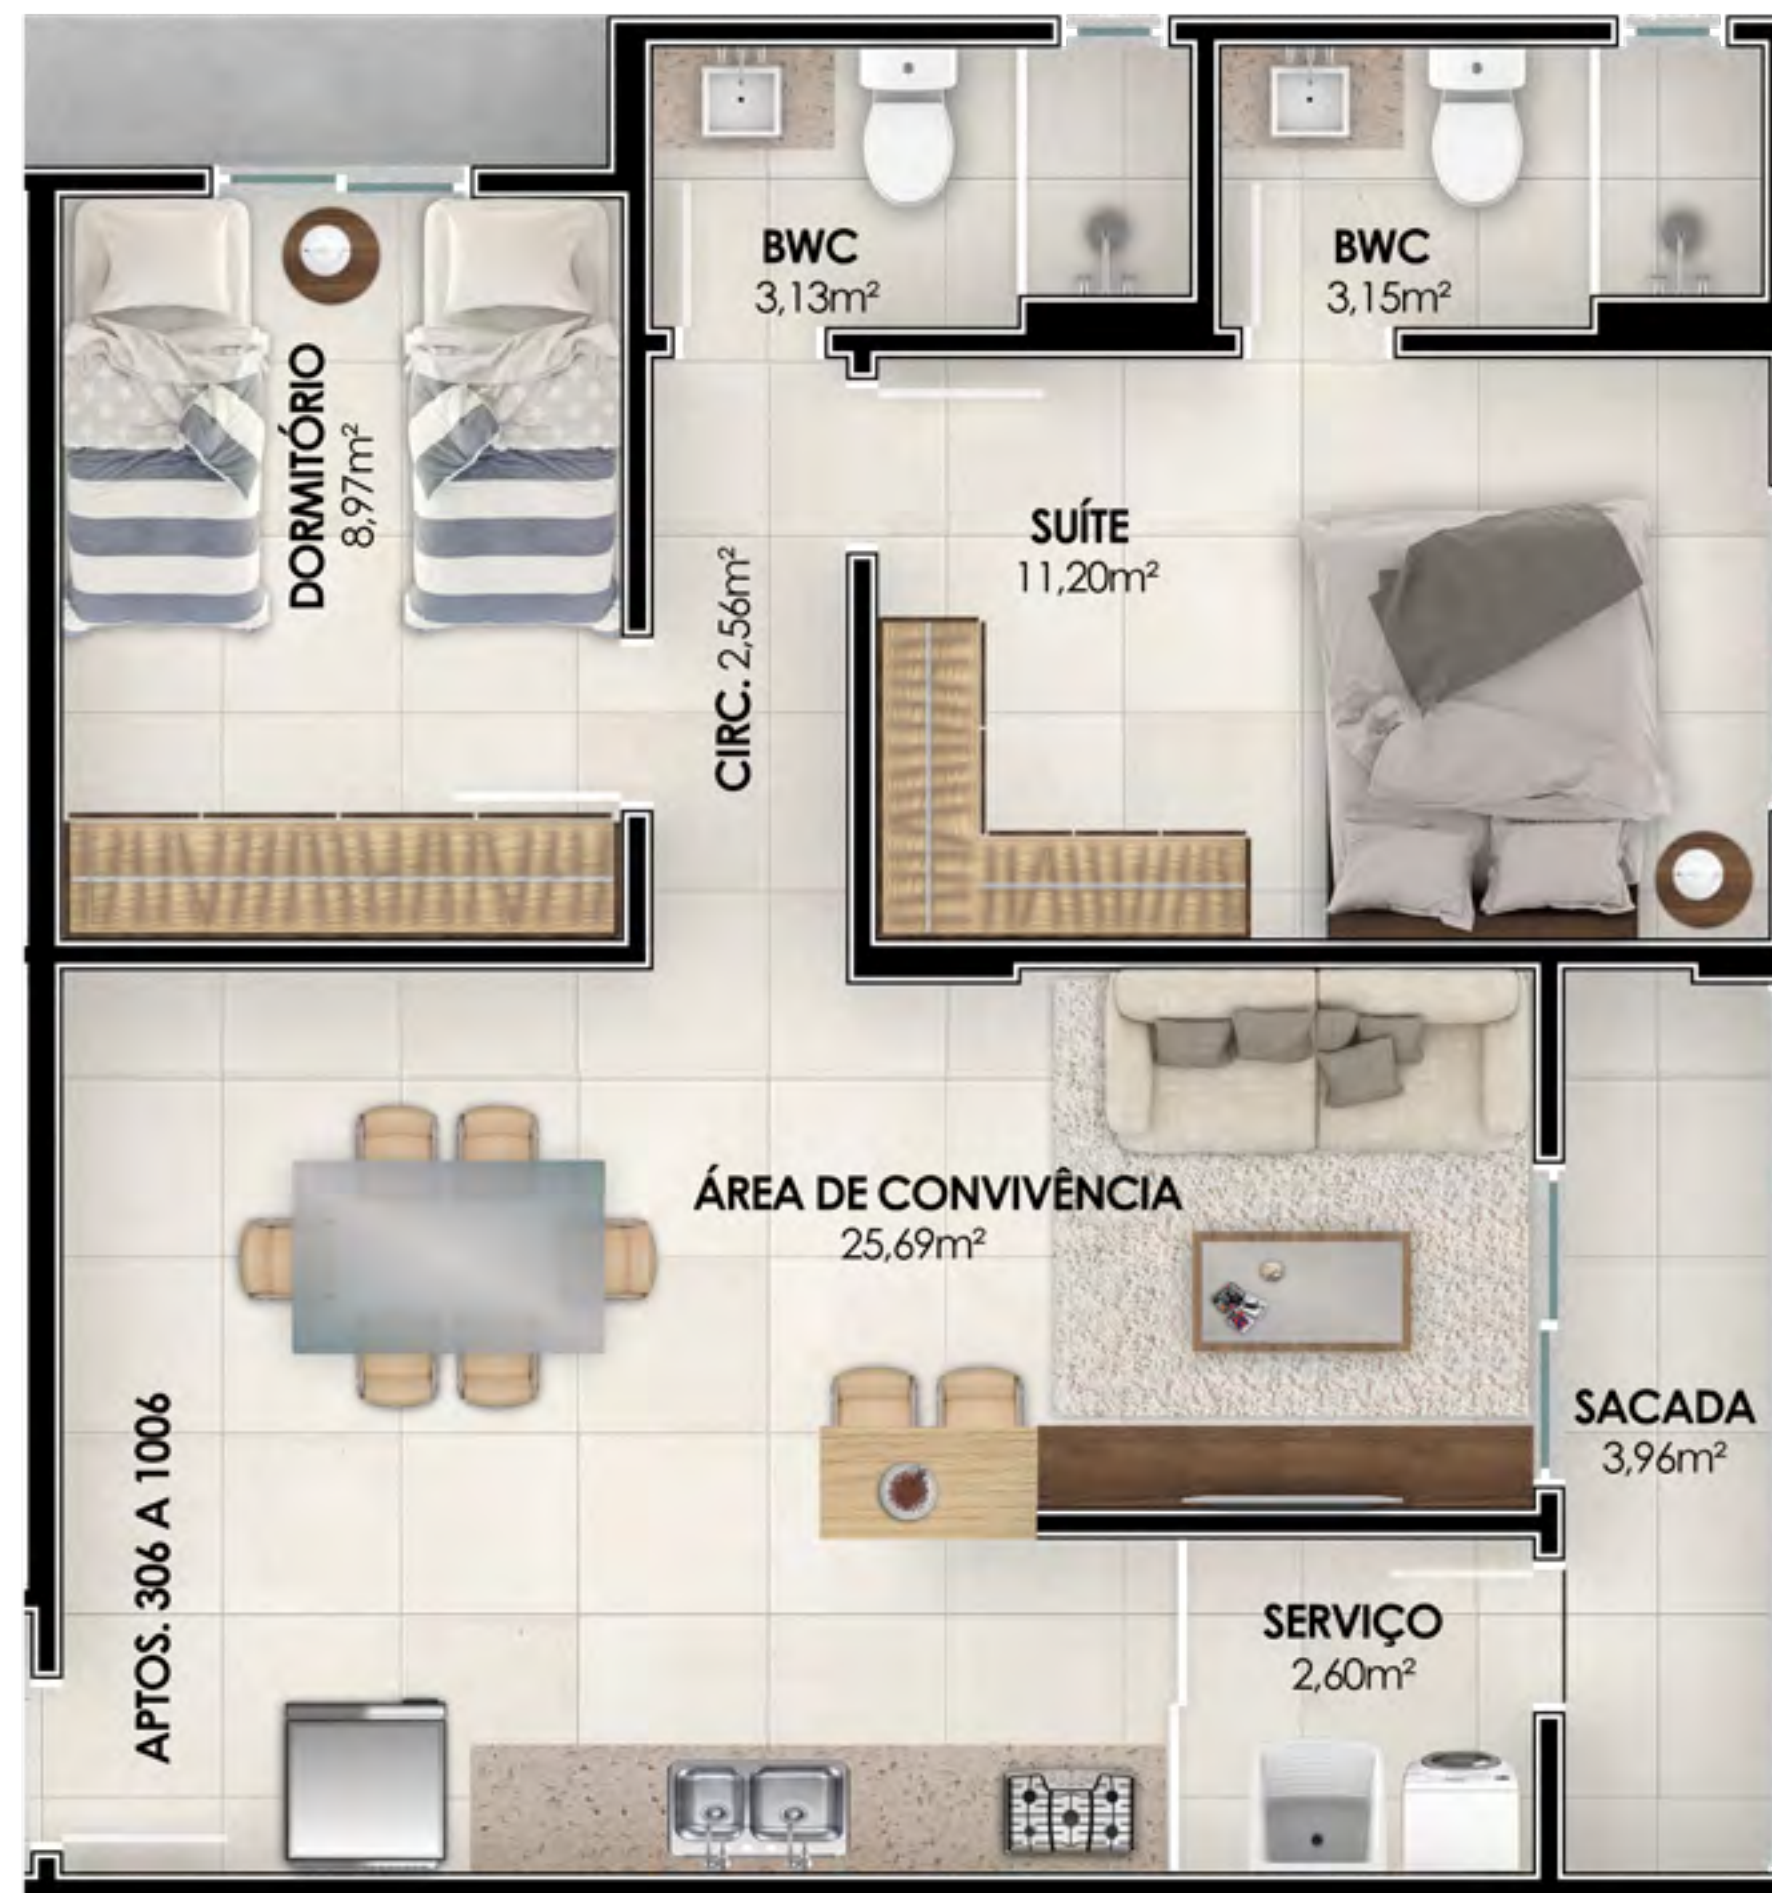 BWC
3,13m²
BWC
3,15m²
DORMITÓRIO
8,97m²
SUÍTE
11,20m²
CIRC. 2,56m²
ÁREA DE CONVIVÊNCIA
25,69m²
SACADA
3,96m²
APTOS. 306 A 1006
SERVIÇO
2,60m²